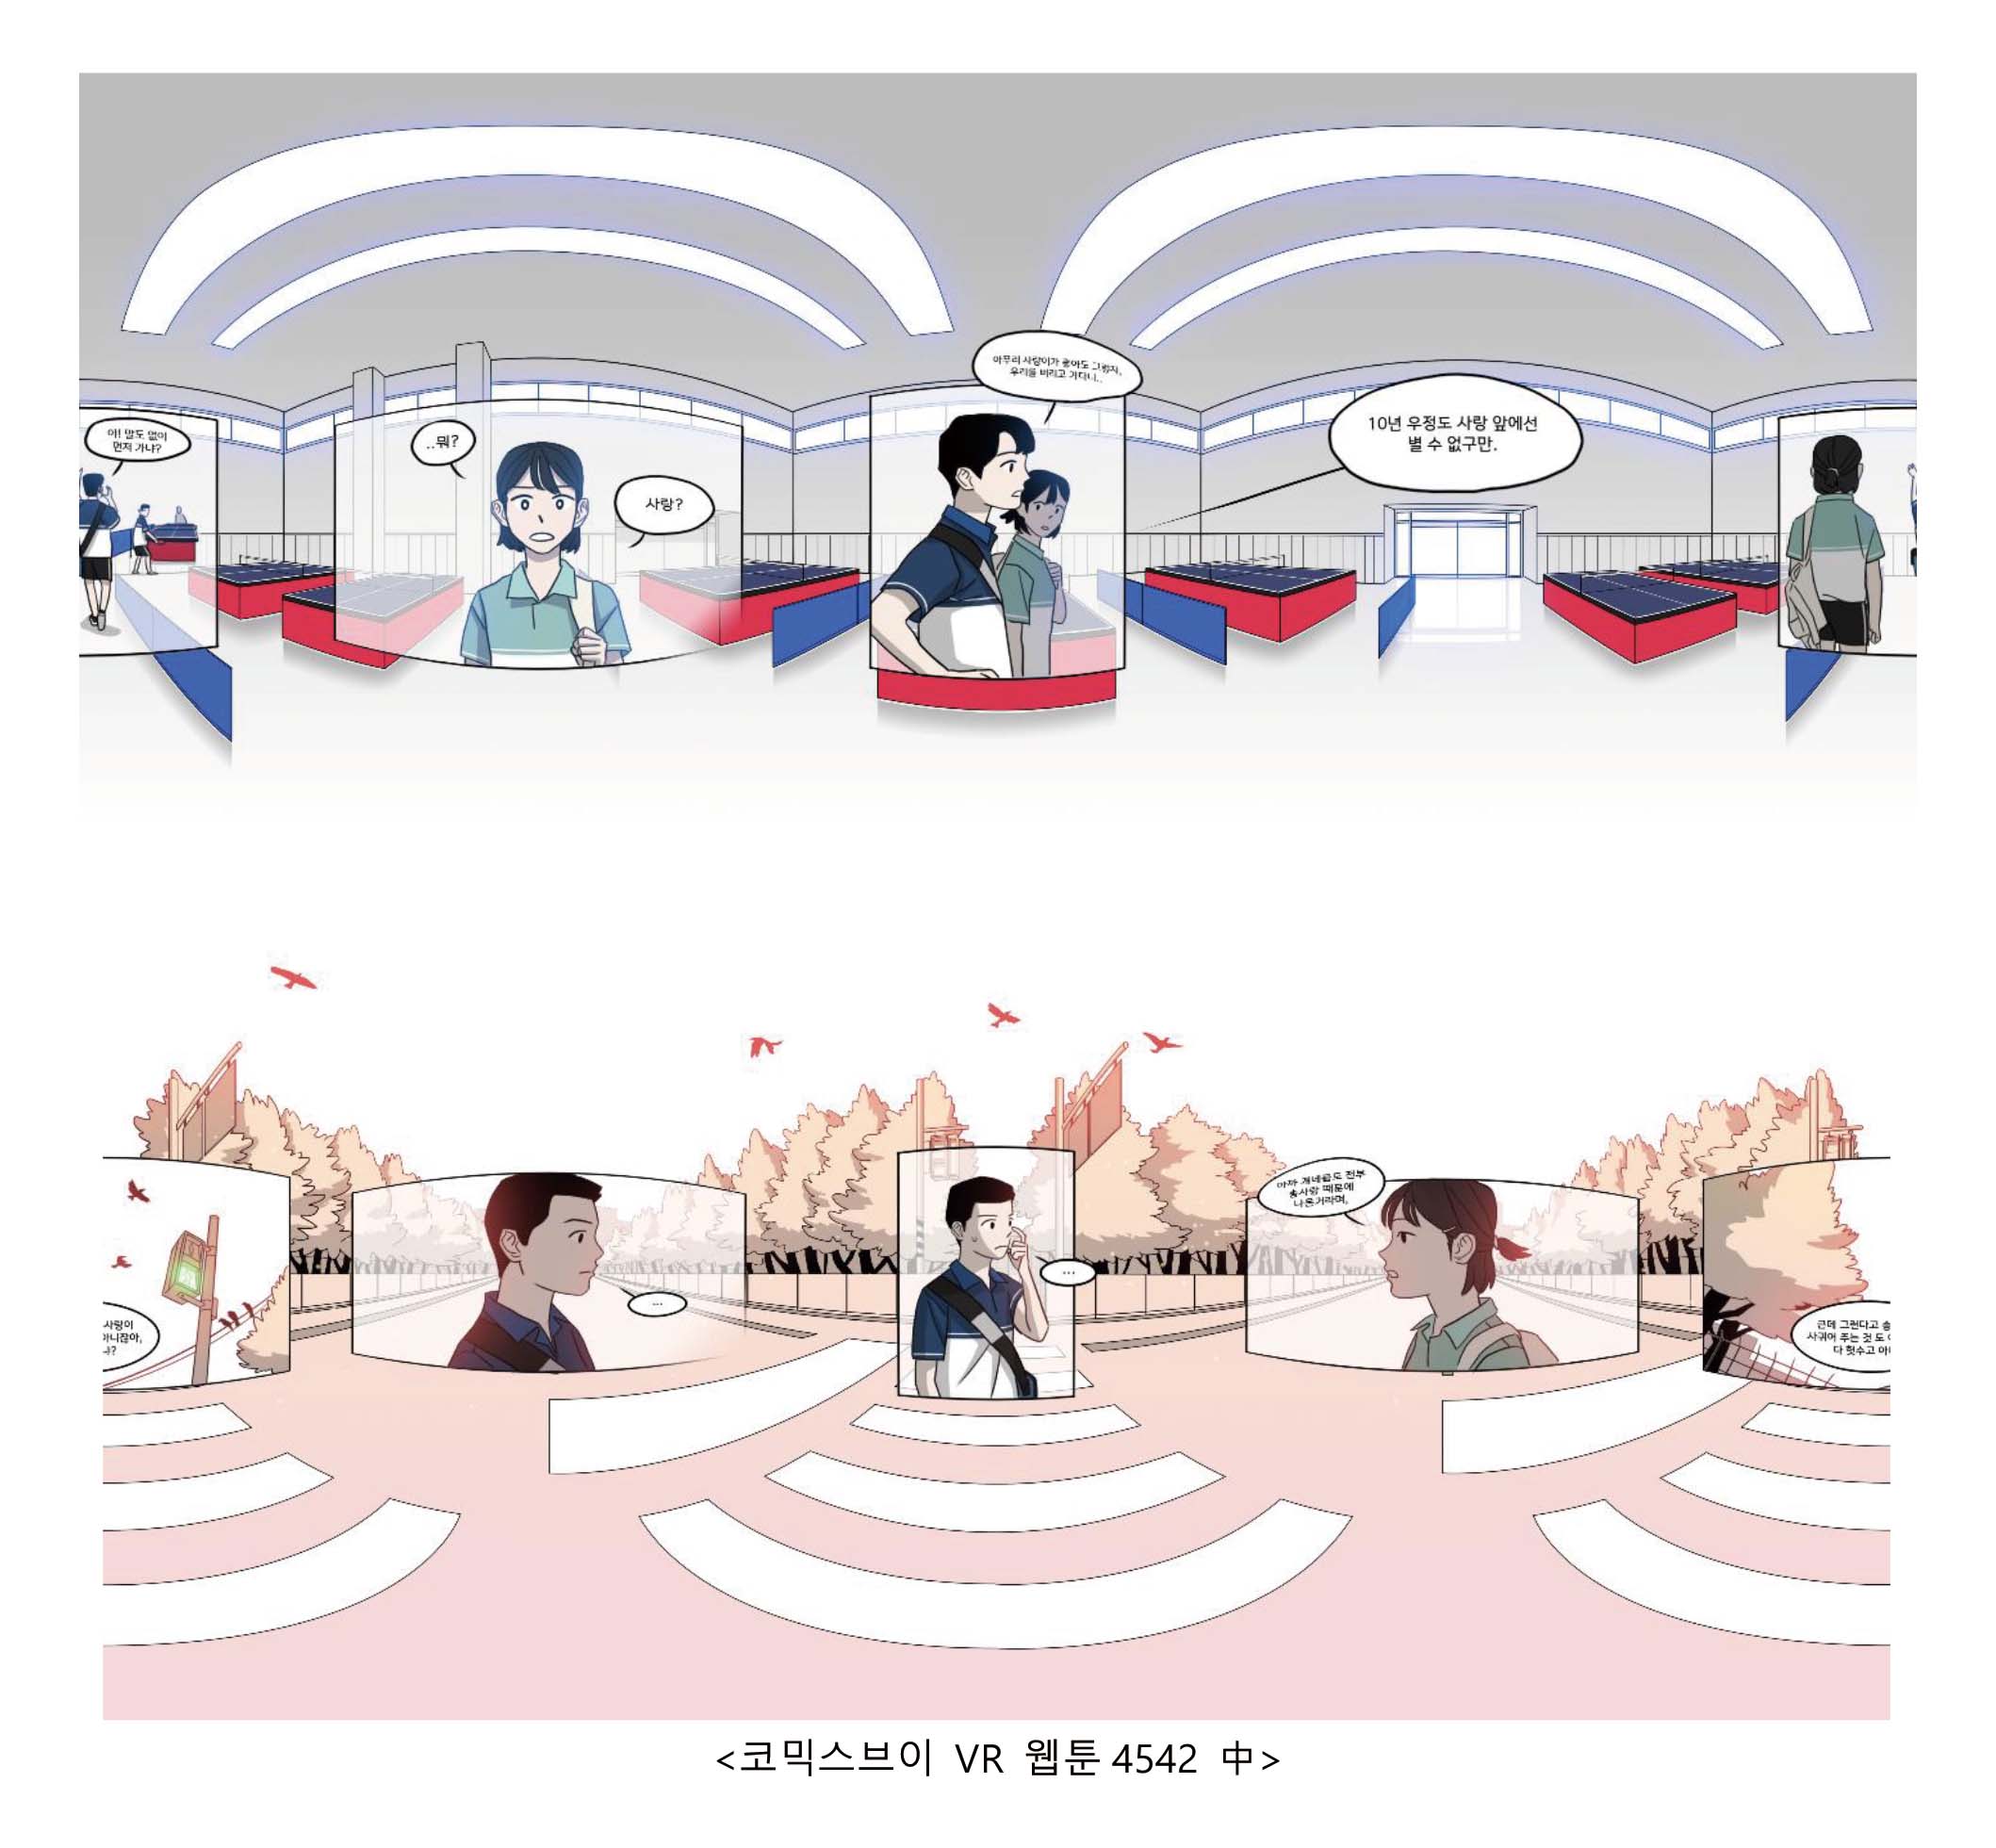 야! 말도 없이
먼저 가냐?
..뭐?
사랑?
아무리 사랑이가 좋아도 그렇지,
우리를 버리고 가다니..
10년 우정도 사랑 앞에선
별 수 없구만.
사랑이
아니잖아,
냐?
...
...
아까 걔네들도 전부
송사랑 때문에
나온거라며,
근데 그런다고 송
사귀어 주는 것 도
다 헛수고 아
<코믹스브이 VR 웹툰 4542 中>